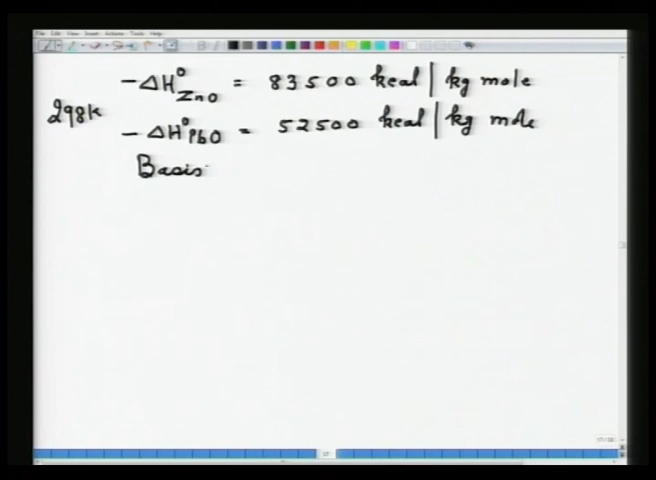 -ΔH°ZnO = 83500 kcal | kg mole
298K
-ΔH°PbO = 52500 kcal | kg mole
Basis